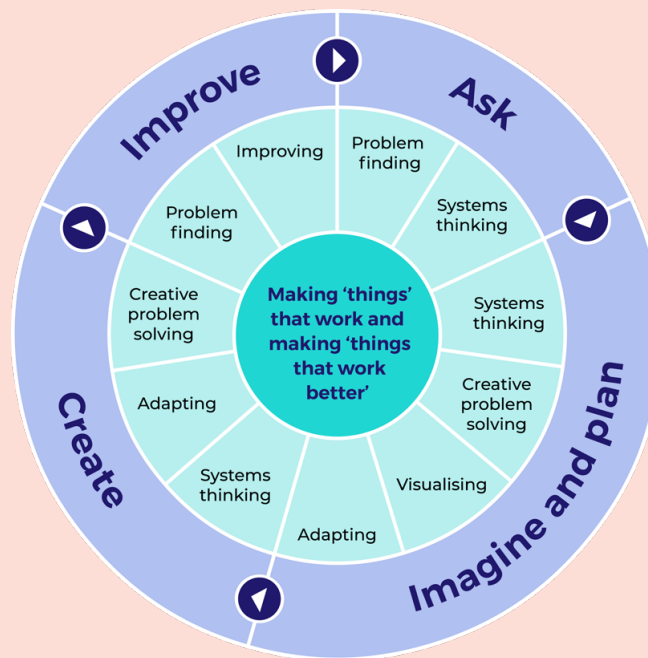 Improve
Ask
Imagine and plan
Create
Improving
Problem
finding
Problem
finding
Systems
thinking
Systems
thinking
Creative
problem
solving
Visualising
Adapting
Systems
thinking
Adapting
Creative
problem
solving
Making ‘things’
that work and
making ‘things
that work
better’